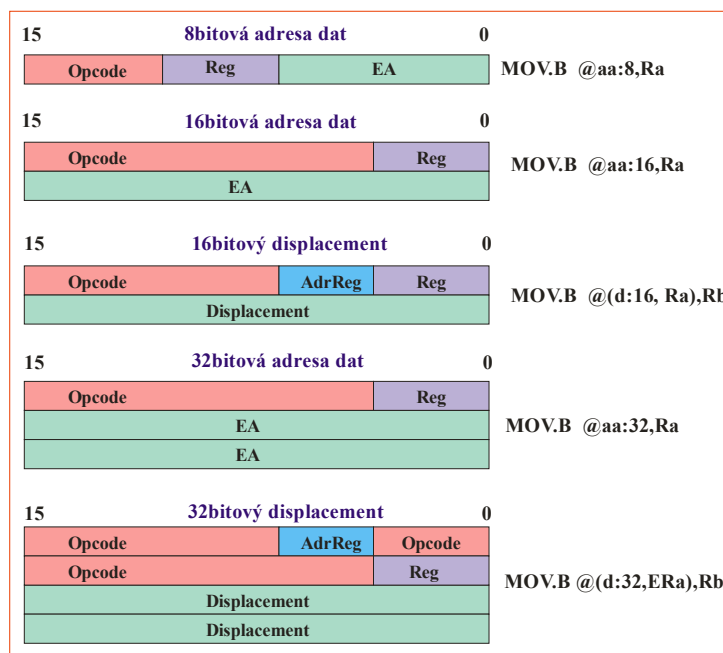 15 8bitová adresa dat 0
Opcode Reg EA MOV.B @aa:8,Ra
15 16bitová adresa dat 0
Opcode Reg
MOV.B @aa:16,Ra
EA
15 16bitový displacement 0
Opcode AdrReg Reg
MOV.B @(d:16, Ra),Rb
Displacement
15 32bitová adresa dat 0
Opcode Reg
EA MOV.B @aa:32,Ra
EA
15 32bitový displacement 0
Opcode AdrReg Opcode
Opcode Reg
MOV.B @(d:32,ERa),Rb
Displacement
Displacement